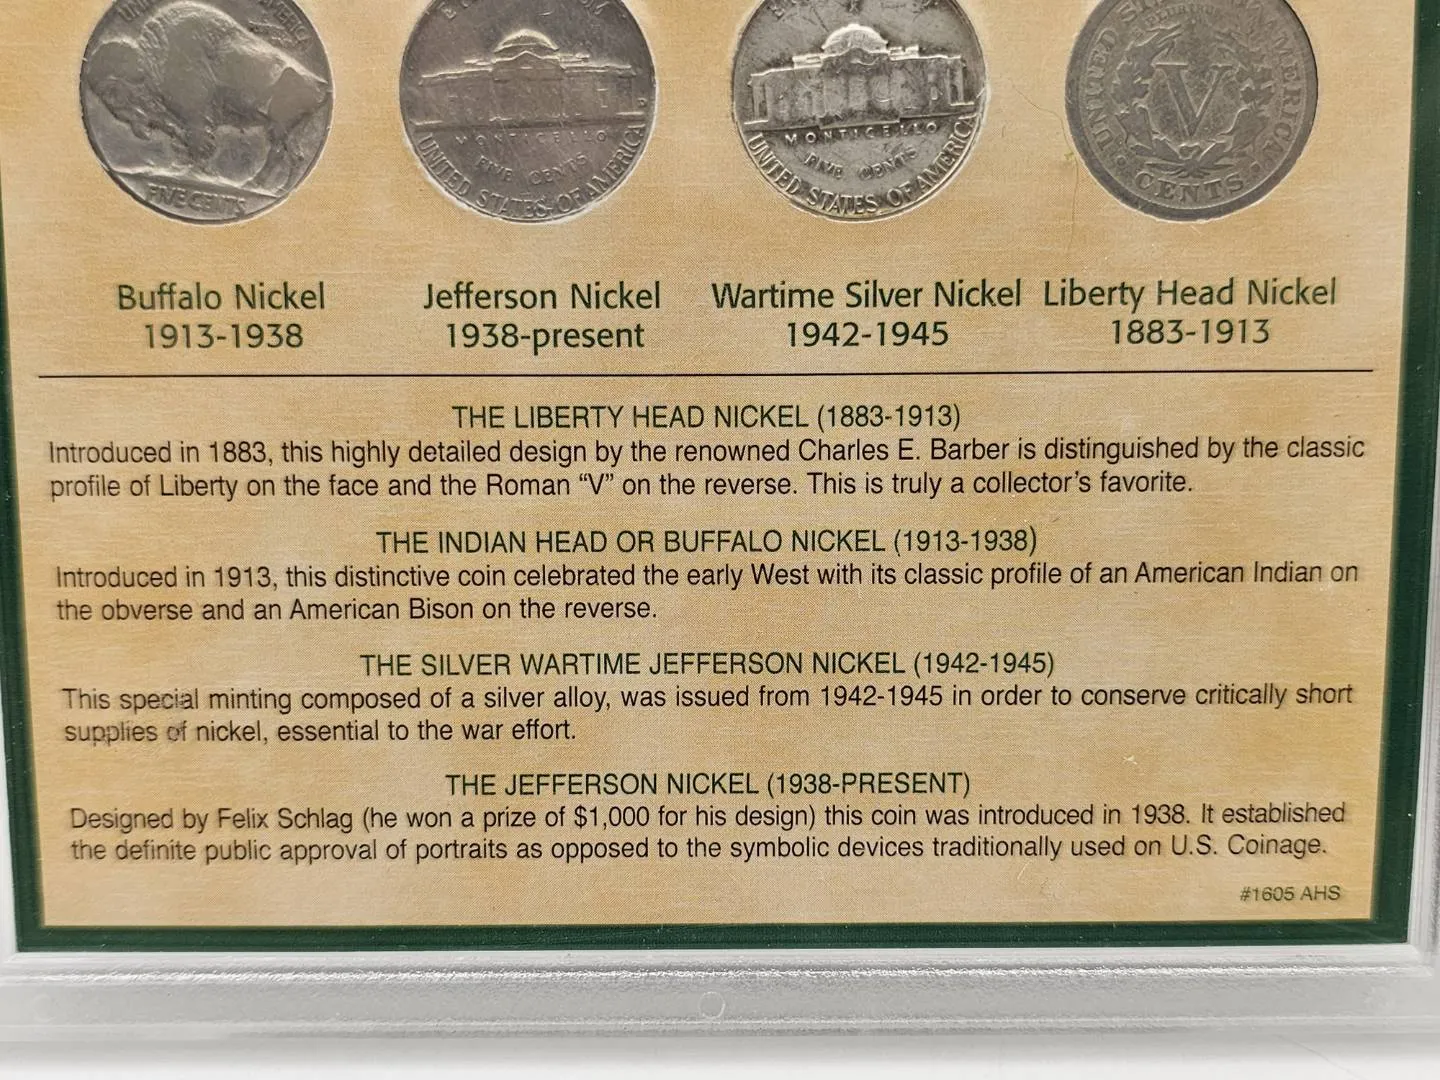 FIVE CENTS
MONTICELLO
FIVE CENTS
UNITED STATES OF AMERICA
MONTICELLO
FIVE CENTS
UNITED STATES OF AMERICA
UNITED
AMERICA
V
CENTS
Buffalo Nickel
1913-1938
Jefferson Nickel
1938-present
Wartime Silver Nickel
1942-1945
Liberty Head Nickel
1883-1913
THE LIBERTY HEAD NICKEL (1883-1913)
Introduced in 1883, this highly detailed design by the renowned Charles E. Barber is distinguished by the classic
profile of Liberty on the face and the Roman “V” on the reverse. This is truly a collector’s favorite.
THE INDIAN HEAD OR BUFFALO NICKEL (1913-1938)
Introduced in 1913, this distinctive coin celebrated the early West with its classic profile of an American Indian on
the obverse and an American Bison on the reverse.
THE SILVER WARTIME JEFFERSON NICKEL (1942-1945)
This special minting composed of a silver alloy, was issued from 1942-1945 in order to conserve critically short
supplies of nickel, essential to the war effort.
THE JEFFERSON NICKEL (1938-PRESENT)
Designed by Felix Schlag (he won a prize of $1,000 for his design) this coin was introduced in 1938. It established
the definite public approval of portraits as opposed to the symbolic devices traditionally used on U.S. Coinage.
#1605 AHS